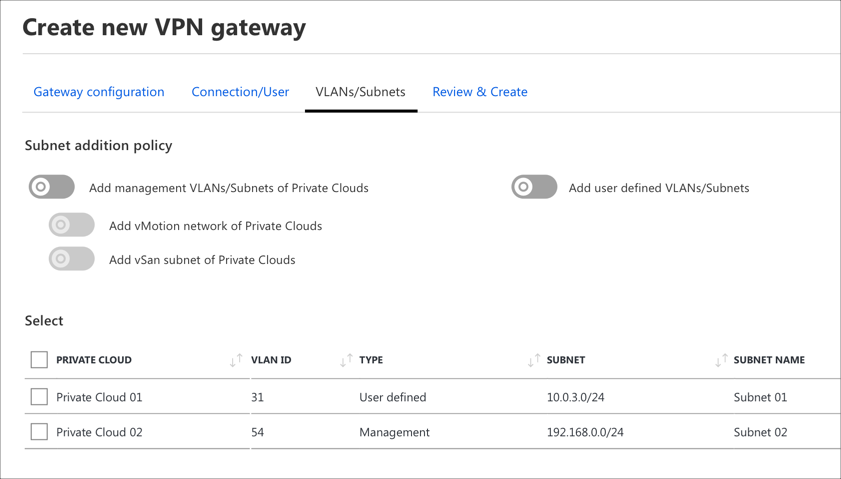 Create new VPN gateway
Gateway configuration Connection/User VLANs/Subnets Review & Create
Subnet addition policy
Add management VLANs/Subnets of Private Clouds Add user defined VLANs/Subnets
Add vMotion network of Private Clouds
Add vSan subnet of Private Clouds
Select
PRIVATE CLOUD VLAN ID TYPE SUBNET SUBNET NAME
Private Cloud 01 31 User defined 10.0.3.0/24 Subnet 01
Private Cloud 02 54 Management 192.168.0.0/24 Subnet 02